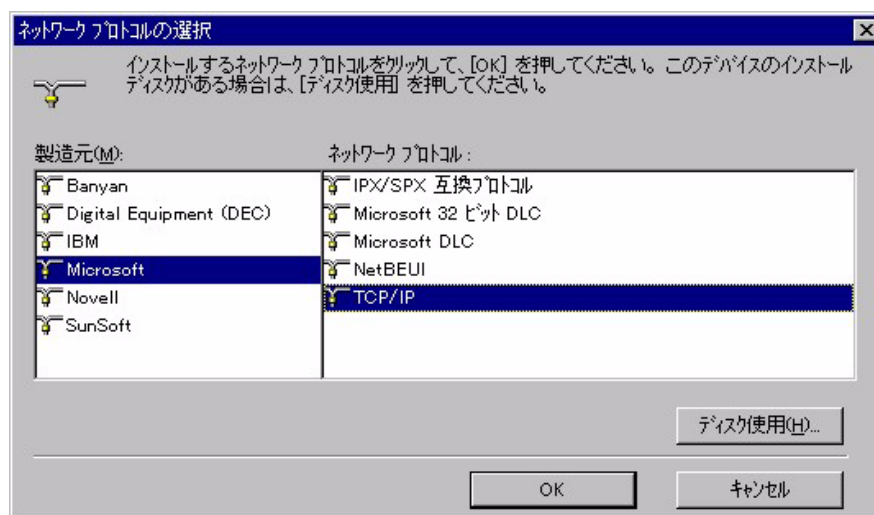 ﾈｯﾄﾜｰｸ ﾌﾟﾛﾄｺﾙの選択
ｲﾝｽﾄｰﾙするﾈｯﾄﾜｰｸ ﾌﾟﾛﾄｺﾙをｸﾘｯｸして、[OK] を押してください。このﾃﾞﾊﾞｲｽのｲﾝｽﾄｰﾙ
ﾃﾞｨｽｸがある場合は、[ﾃﾞｨｽｸ使用] を押してください。
製造元(M):
ﾈｯﾄﾜｰｸ ﾌﾟﾛﾄｺﾙ :
Banyan
Digital Equipment (DEC)
IBM
Microsoft
Novell
SunSoft
IPX/SPX 互換ﾌﾟﾛﾄｺﾙ
Microsoft 32 ﾋﾞｯﾄ DLC
Microsoft DLC
NetBEUI
TCP/IP
ﾃﾞｨｽｸ使用(H)...
OK
ｷｬﾝｾﾙ